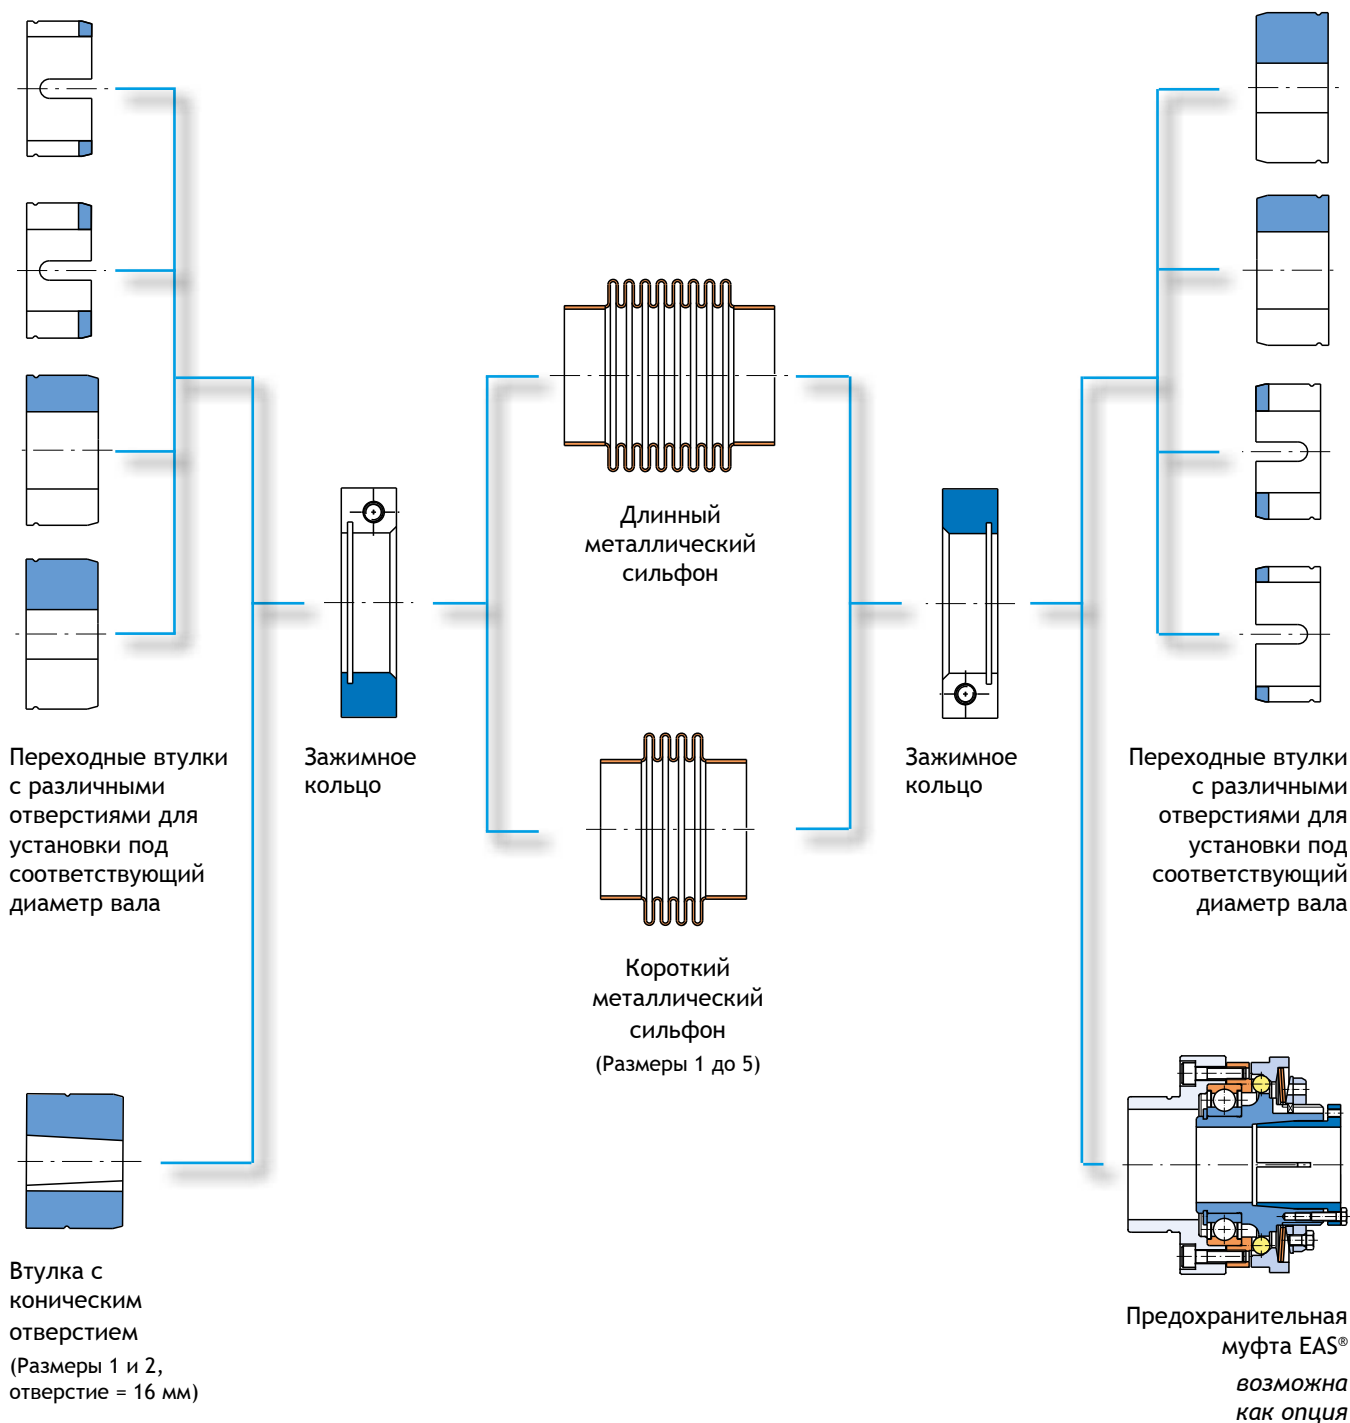 Длинный
металлический
сильфон
Переходные втулки
с различными
отверстиями для
установки под
соответствующий
диаметр вала
Зажимное
кольцо
Зажимное
кольцо
Переходные втулки
с различными
отверстиями для
установки под
соответствующий
диаметр вала
Короткий
металлический
сильфон
(Размеры 1 до 5)
Втулка с
коническим
отверстием
(Размеры 1 и 2,
отверстие = 16 мм)
Предохранительная
муфта EAS®
возможна
как опция